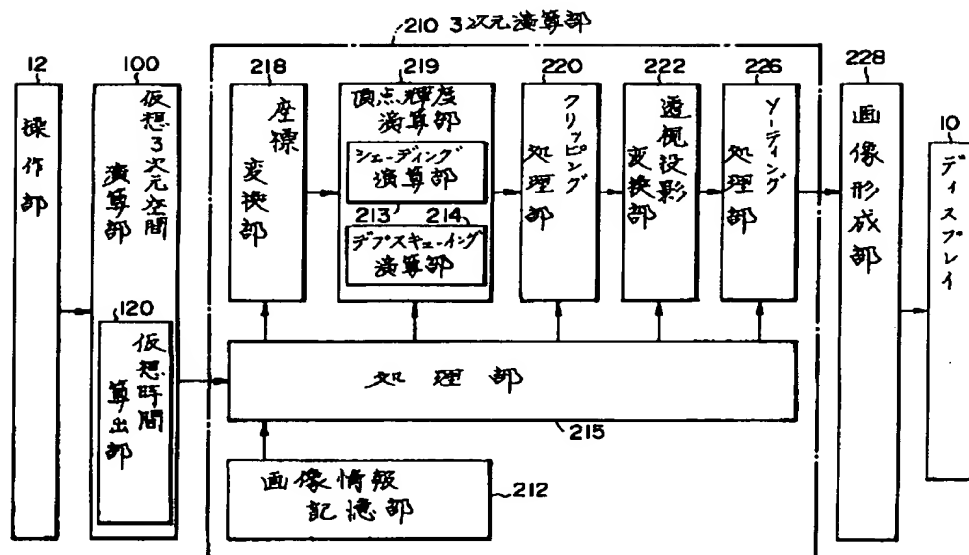 210 3次元演算部
12
操作部
100
仮想3次元空間
演算部
120
仮想時間
算出部
218
座標
変換部
219
頂点輝度
演算部
シェーディング
演算部
213
214
デプスキューイング
演算部
220
クリッピング
処理部
222
透視投影
変換部
226
ソーティング
処理部
228
画像形成部
10
ディスプレイ
処理部
215
画像情報
記憶部
212